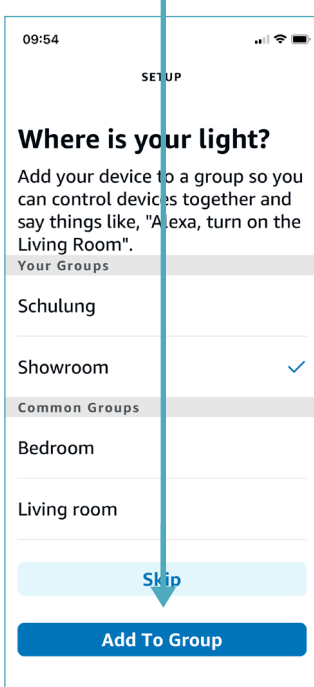 09:54
SETUP
Where is your light?
Add your device to a group so you
can control devices together and
say things like, "Alexa, turn on the
Living Room".
Your Groups
Schulung
Showroom
Common Groups
Bedroom
Living room
Skip
Add To Group